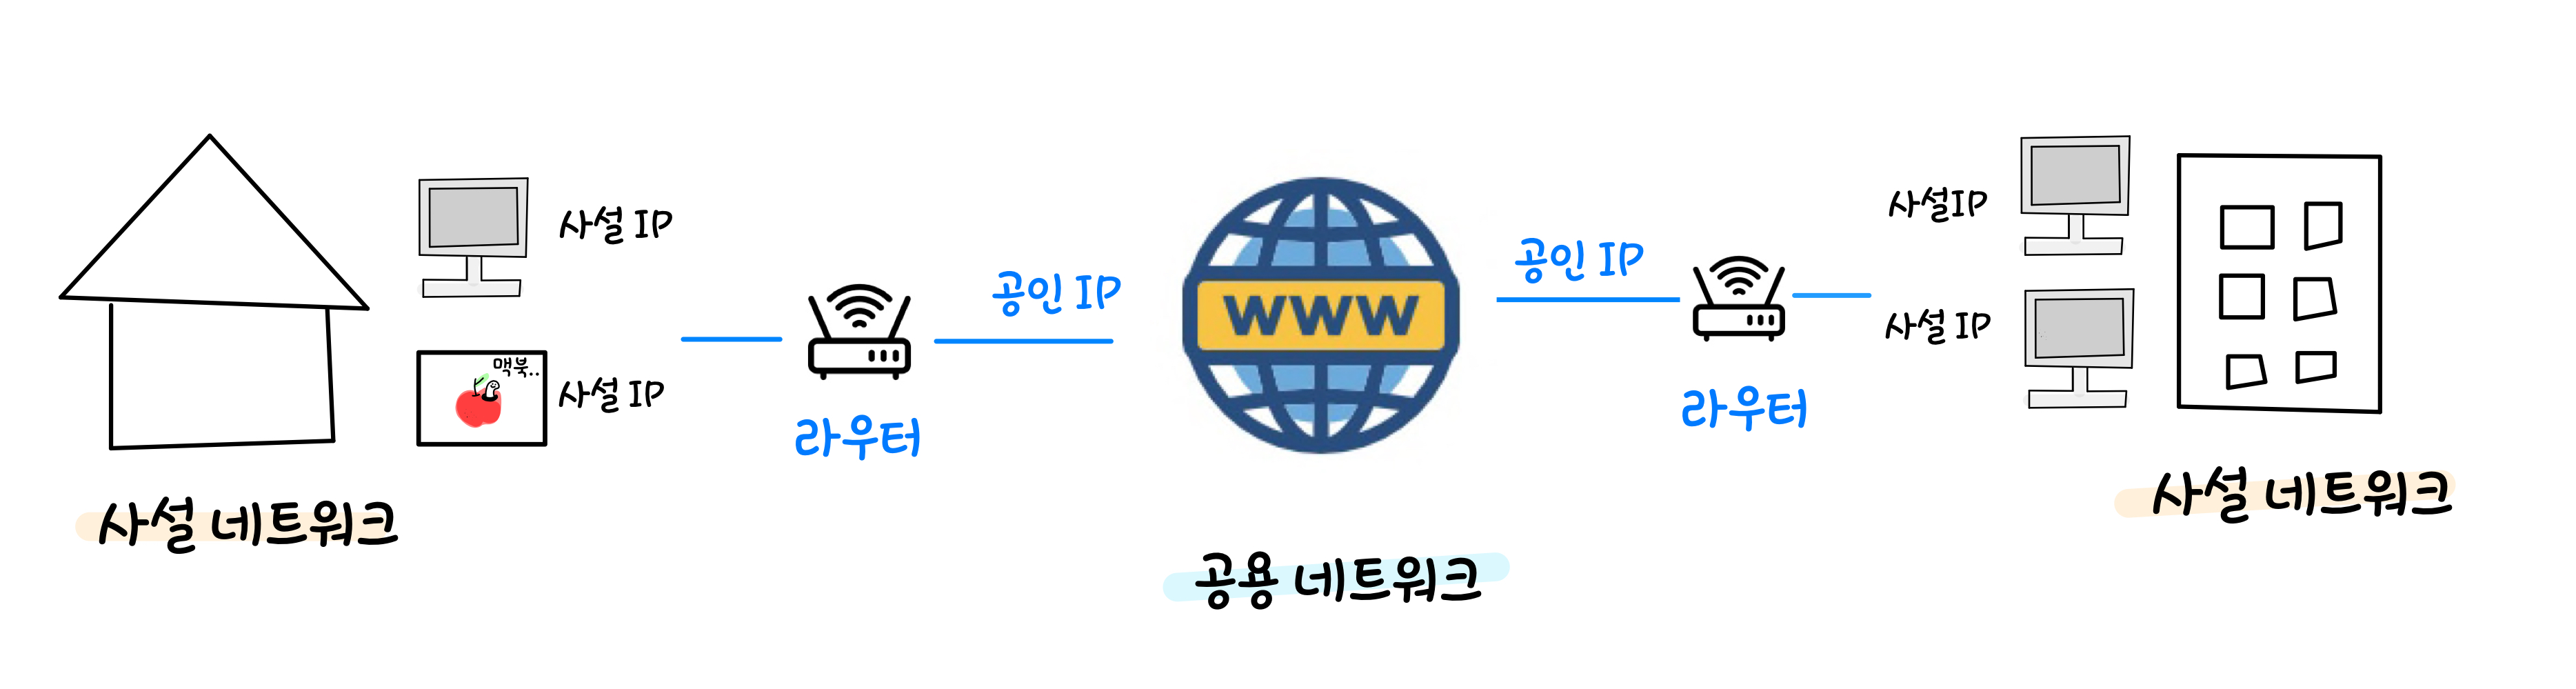 사설 IP
맥북..
사설 IP
사설 네트워크
라우터
공인 IP
WWW
공용 네트워크
공인 IP
라우터
사설IP
사설 IP
사설 네트워크